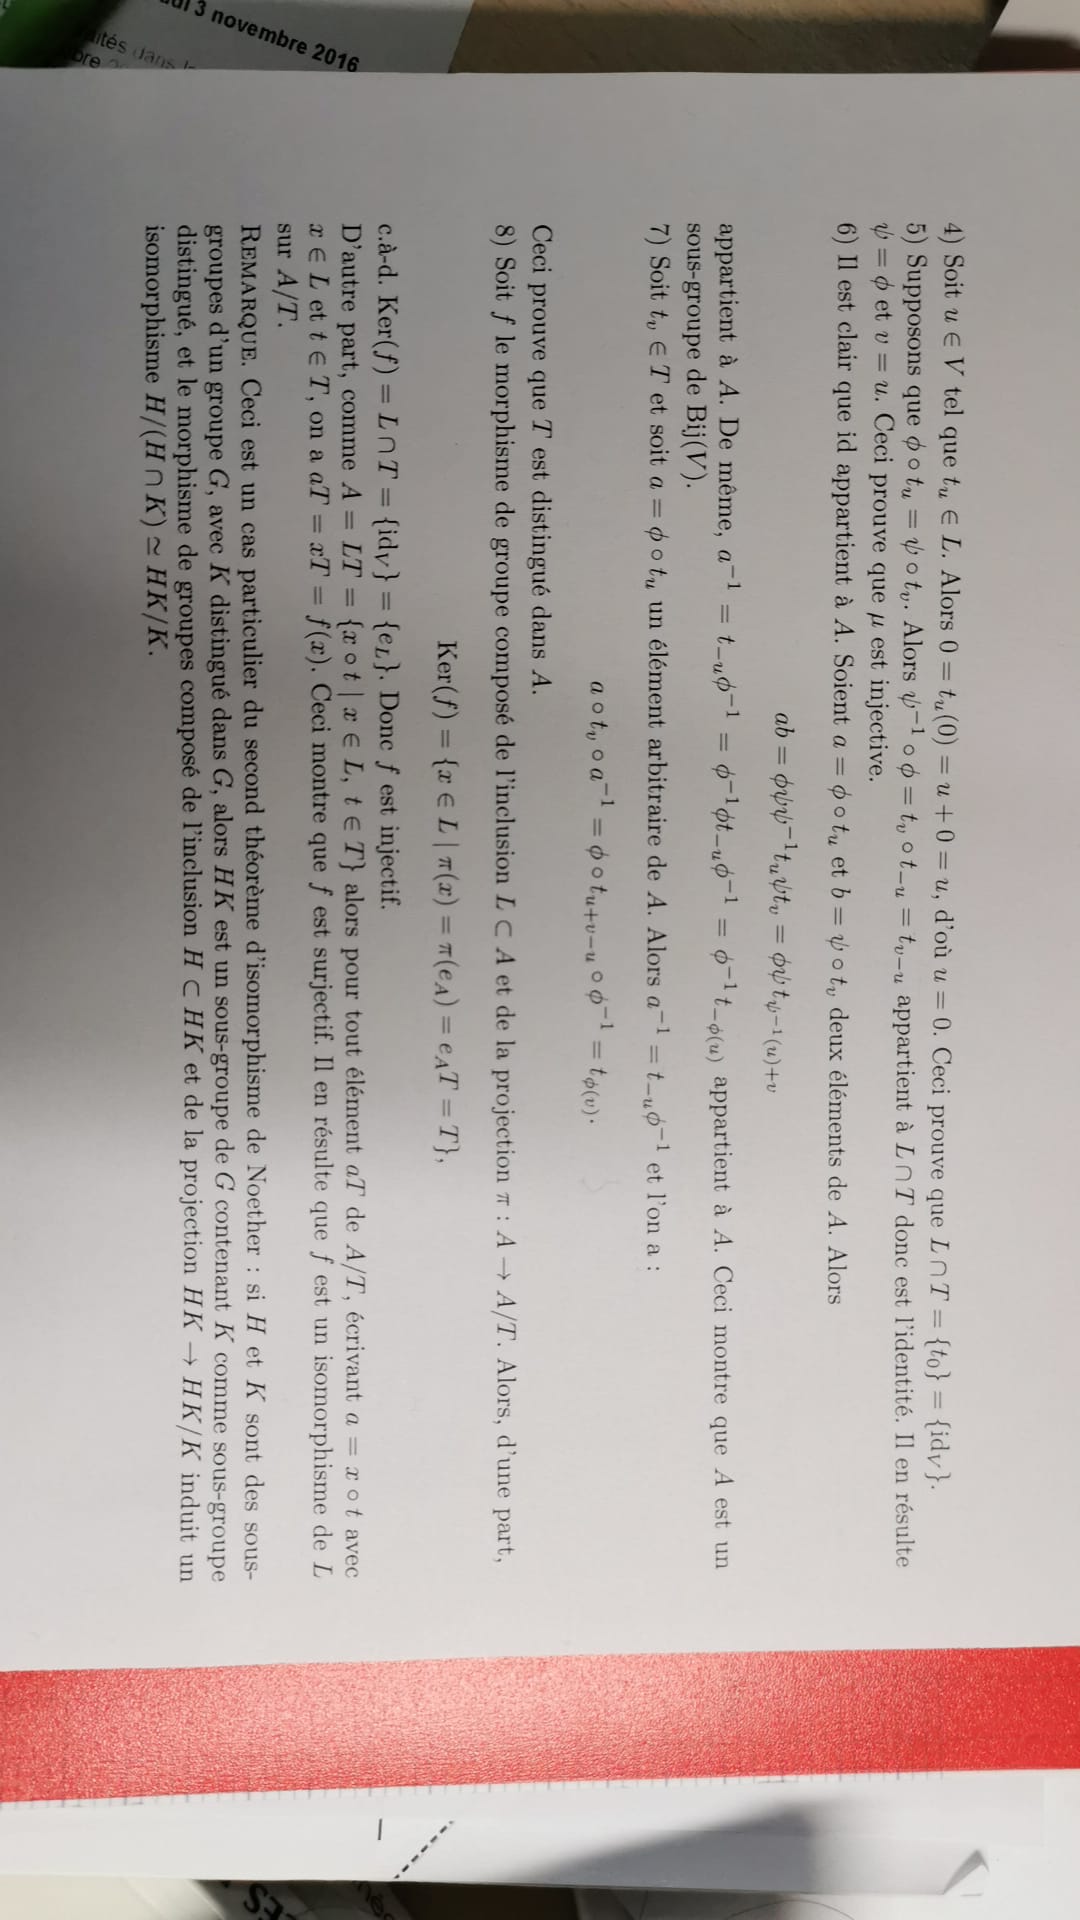 di 3 novembre 2016
ités dans
bre
4) Soit u ∈ V tel que t_u ∈ L. Alors 0 = t_u(0) = u + 0 = u, d'où u = 0. Ceci prouve que L ∩ T = {t_0} = {id_V}.
5) Supposons que ϕ ∘ t_u = ψ ∘ t_v. Alors ψ^{-1} ∘ ϕ = t_v ∘ t_{-u} = t_{v-u} appartient à L ∩ T donc est l'identité. Il en résulte
ψ = ϕ et v = u. Ceci prouve que μ est injective.
6) Il est clair que id appartient à A. Soient a = ϕ ∘ t_u et b = ψ ∘ t_v deux éléments de A. Alors
ab = ϕψψ^{-1}t_uψt_v = ϕψt_{ψ^{-1}(u)+v}
appartient à A. De même, a^{-1} = t_{-u}ϕ^{-1} = ϕ^{-1}ϕt_{-u}ϕ^{-1} = ϕ^{-1}t_{-ϕ(u)} appartient à A. Ceci montre que A est un
sous-groupe de Bij(V).
7) Soit t_v ∈ T et soit a = ϕ ∘ t_u un élément arbitraire de A. Alors a^{-1} = t_{-u}ϕ^{-1} et l'on a :
a ∘ t_v ∘ a^{-1} = ϕ ∘ t_{u+v-u} ∘ ϕ^{-1} = t_{ϕ(v)}.
Ceci prouve que T est distingué dans A.
8) Soit f le morphisme de groupe composé de l'inclusion L ⊂ A et de la projection π : A → A/T. Alors, d'une part,
Ker(f) = {x ∈ L | π(x) = π(e_A) = e_AT = T},
c.à-d. Ker(f) = L ∩ T = {id_V} = {e_L}. Donc f est injectif.
D'autre part, comme A = LT = {x ∘ t | x ∈ L, t ∈ T} alors pour tout élément aT de A/T, écrivant a = x ∘ t avec
x ∈ L et t ∈ T, on a aT = xT = f(x). Ceci montre que f est surjectif. Il en résulte que f est un isomorphisme de L
sur A/T.
REMARQUE. Ceci est un cas particulier du second théorème d'isomorphisme de Noether : si H et K sont des sous-
groupes d'un groupe G, avec K distingué dans G, alors HK est un sous-groupe de G contenant K comme sous-groupe
distingué, et le morphisme de groupes composé de l'inclusion H ⊂ HK et de la projection HK → HK/K induit un
isomorphisme H/(H ∩ K) ≃ HK/K.